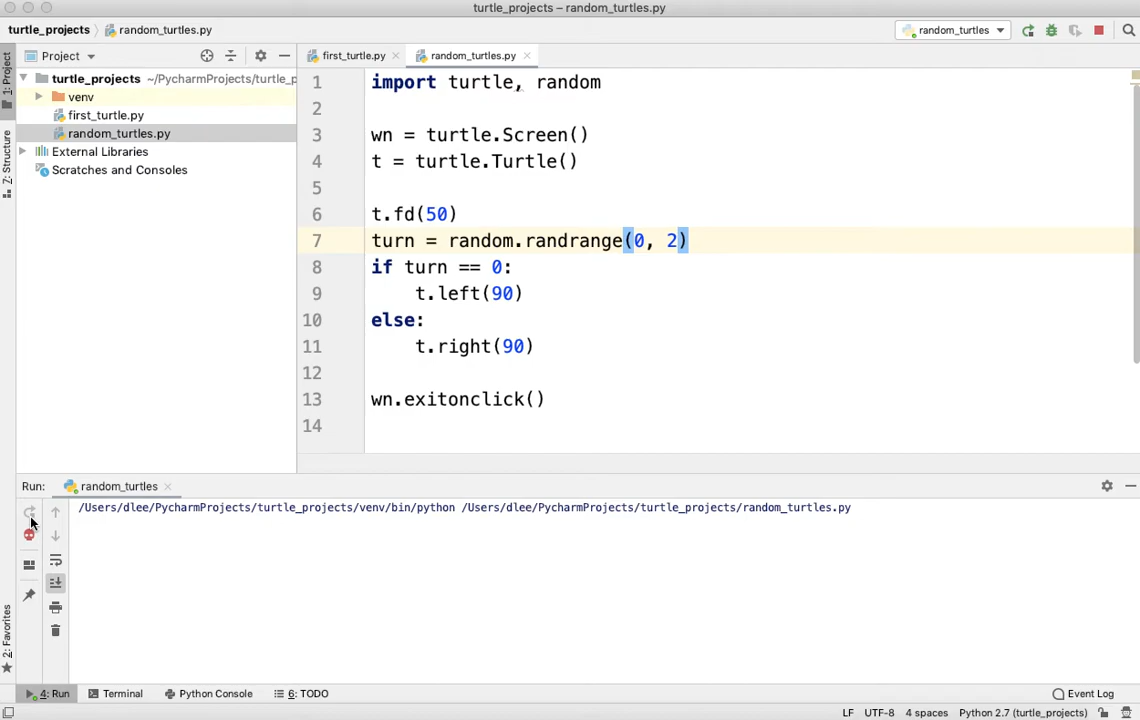 turtle_projects – random_turtles.py
turtle_projects random_turtles.py random_turtles
1: Project
Project first_turtle.py random_turtles.py
turtle_projects ~/PycharmProjects/turtle_p
venv
first_turtle.py
random_turtles.py
External Libraries
Scratches and Consoles
Z: Structure
2: Favorites
1 import turtle, random
2
3 wn = turtle.Screen()
4 t = turtle.Turtle()
5
6 t.fd(50)
7 turn = random.randrange(0, 2)
8 if turn == 0:
9 t.left(90)
10 else:
11 t.right(90)
12
13 wn.exitonclick()
14
Run: random_turtles
/Users/dlee/PycharmProjects/turtle_projects/venv/bin/python /Users/dlee/PycharmProjects/turtle_projects/random_turtles.py
4: Run Terminal Python Console 6: TODO Event Log
LF UTF-8 4 spaces Python 2.7 (turtle_projects)